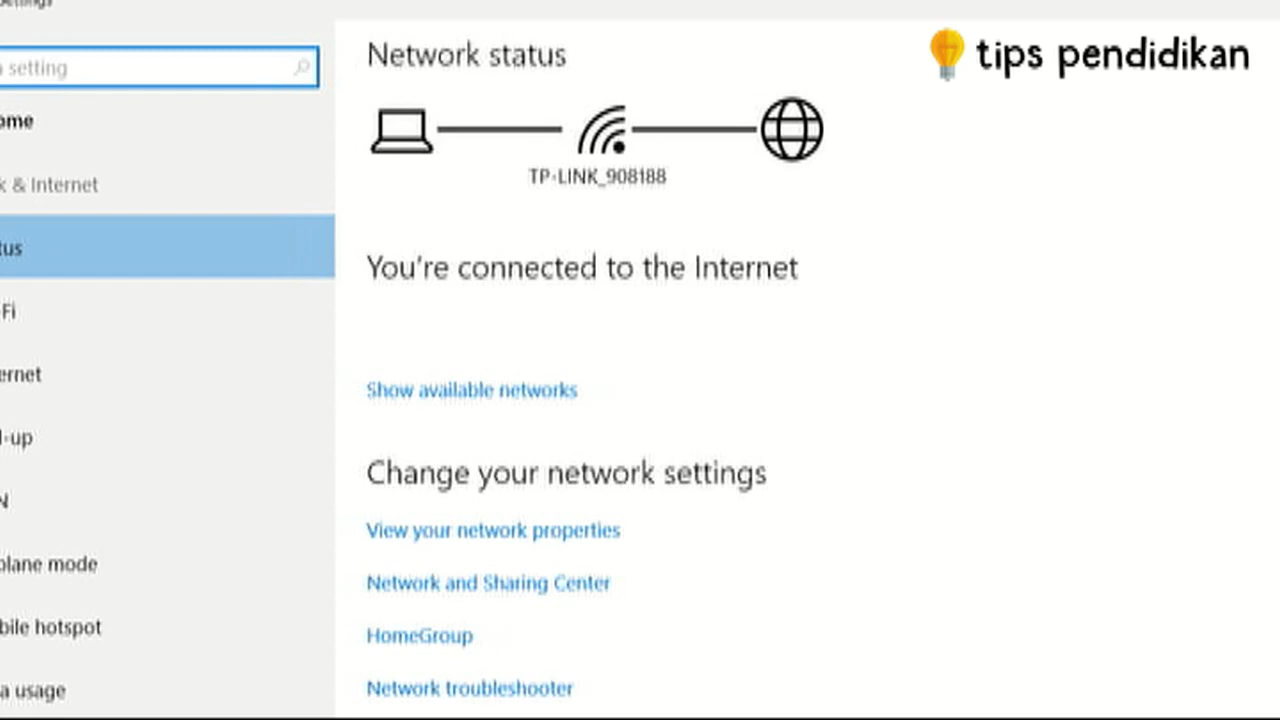 setting
Network status
tips pendidikan
ome
TP-LINK_908188
k & Internet
tus
You're connected to the Internet
Fi
ernet
Show available networks
-up
Change your network settings
N
View your network properties
plane mode
Network and Sharing Center
bile hotspot
HomeGroup
a usage
Network troubleshooter